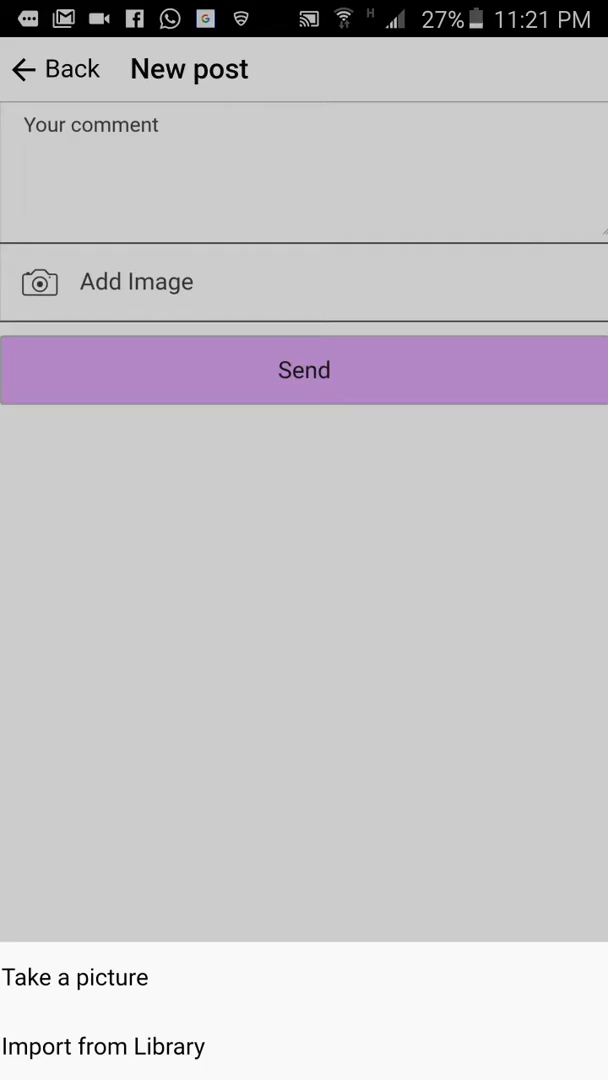 H 27% 11:21 PM
Back New post
Your comment
Add Image
Send
Take a picture
Import from Library